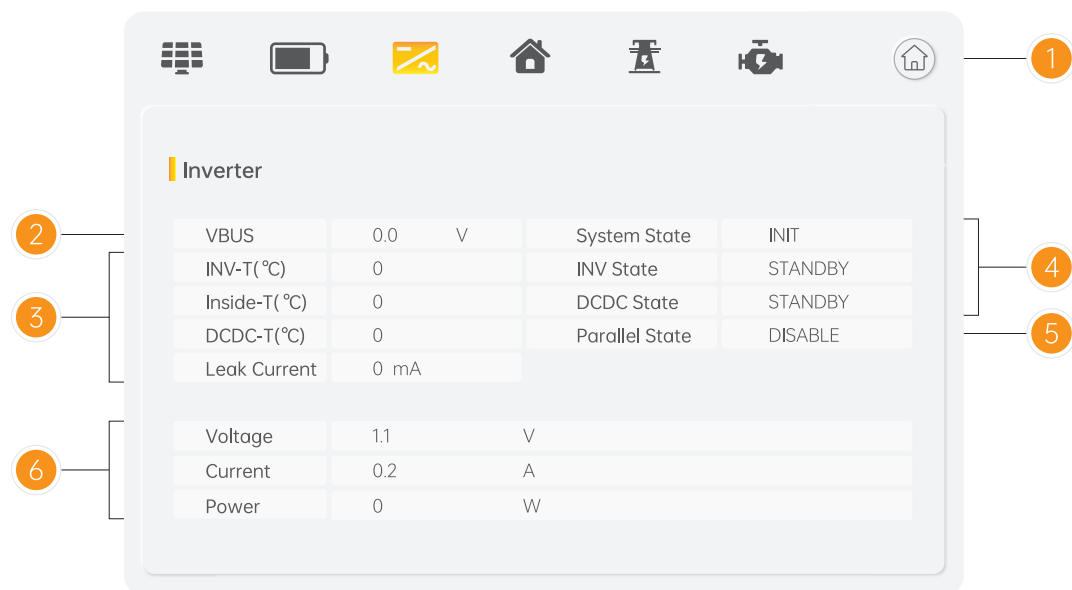 1
Inverter
2
VBUS 0.0 V System State INIT
INV-T(℃) 0 INV State STANDBY
4
Inside-T(℃) 0 DCDC State STANDBY
3
DCDC-T(℃) 0 Parallel State DISABLE
5
Leak Current 0 mA
Voltage 1.1 V
6
Current 0.2 A
Power 0 W